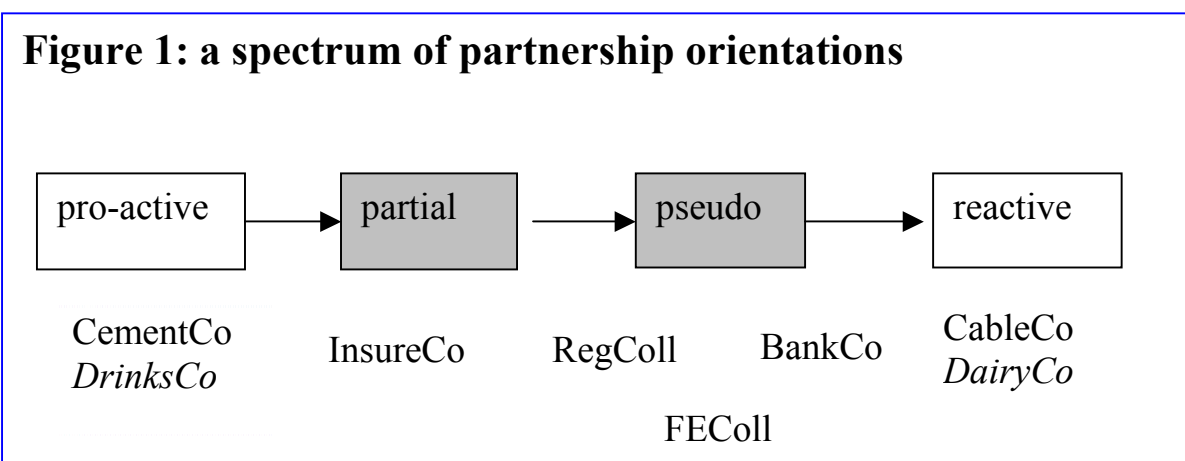 Figure 1: a spectrum of partnership orientations
pro-active partial pseudo reactive
CementCo InsureCo RegColl BankCo CableCo
DrinksCo DairyCo
FEColl